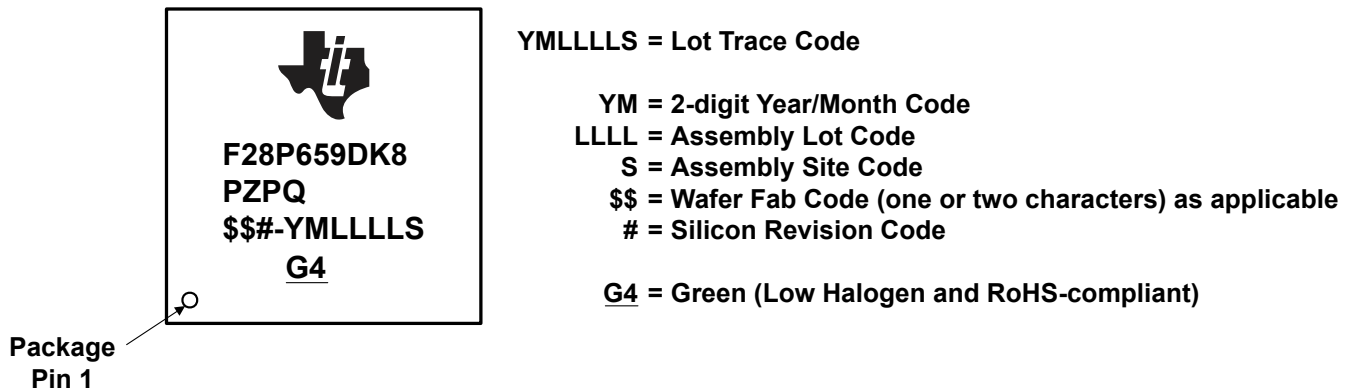 F28P659DK8
PZPQ
$$#-YMLLLLS
G4
Package
Pin 1
YMLLLLS = Lot Trace Code
YM = 2-digit Year/Month Code
LLLL = Assembly Lot Code
S = Assembly Site Code
$$ = Wafer Fab Code (one or two characters) as applicable
# = Silicon Revision Code
G4 = Green (Low Halogen and RoHS-compliant)